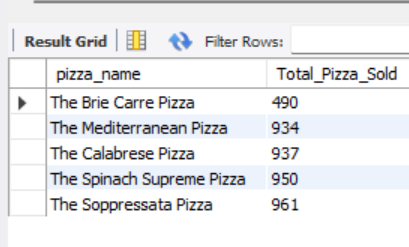 Result Grid Filter Rows:
pizza_name Total_Pizza_Sold
The Brie Carre Pizza 490
The Mediterranean Pizza 934
The Calabrese Pizza 937
The Spinach Supreme Pizza 950
The Soppressata Pizza 961